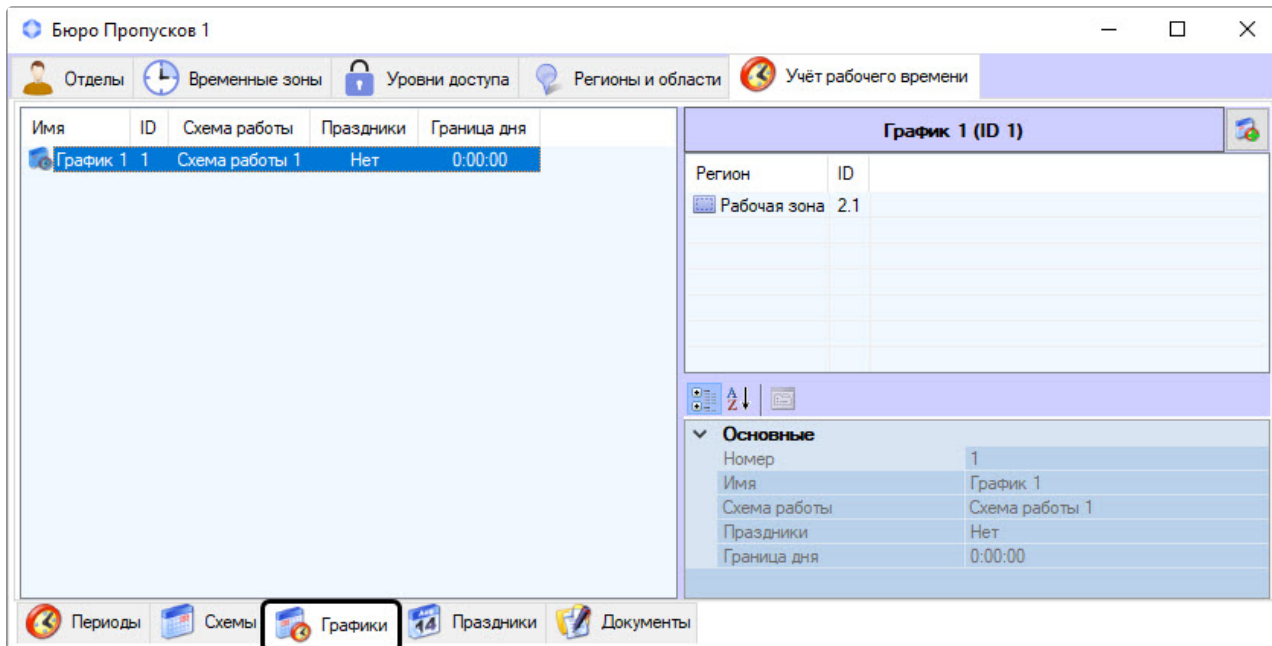 Бюро Пропусков 1
Отделы Временные зоны Уровни доступа Регионы и области Учёт рабочего времени
Имя ID Схема работы Праздники Граница дня
График 1 1 Схема работы 1 Нет 0:00:00
График 1 (ID 1)
Регион ID
Рабочая зона 2.1
Основные
Номер 1
Имя График 1
Схема работы Схема работы 1
Праздники Нет
Граница дня 0:00:00
Периоды Схемы Графики 14 Праздники Документы